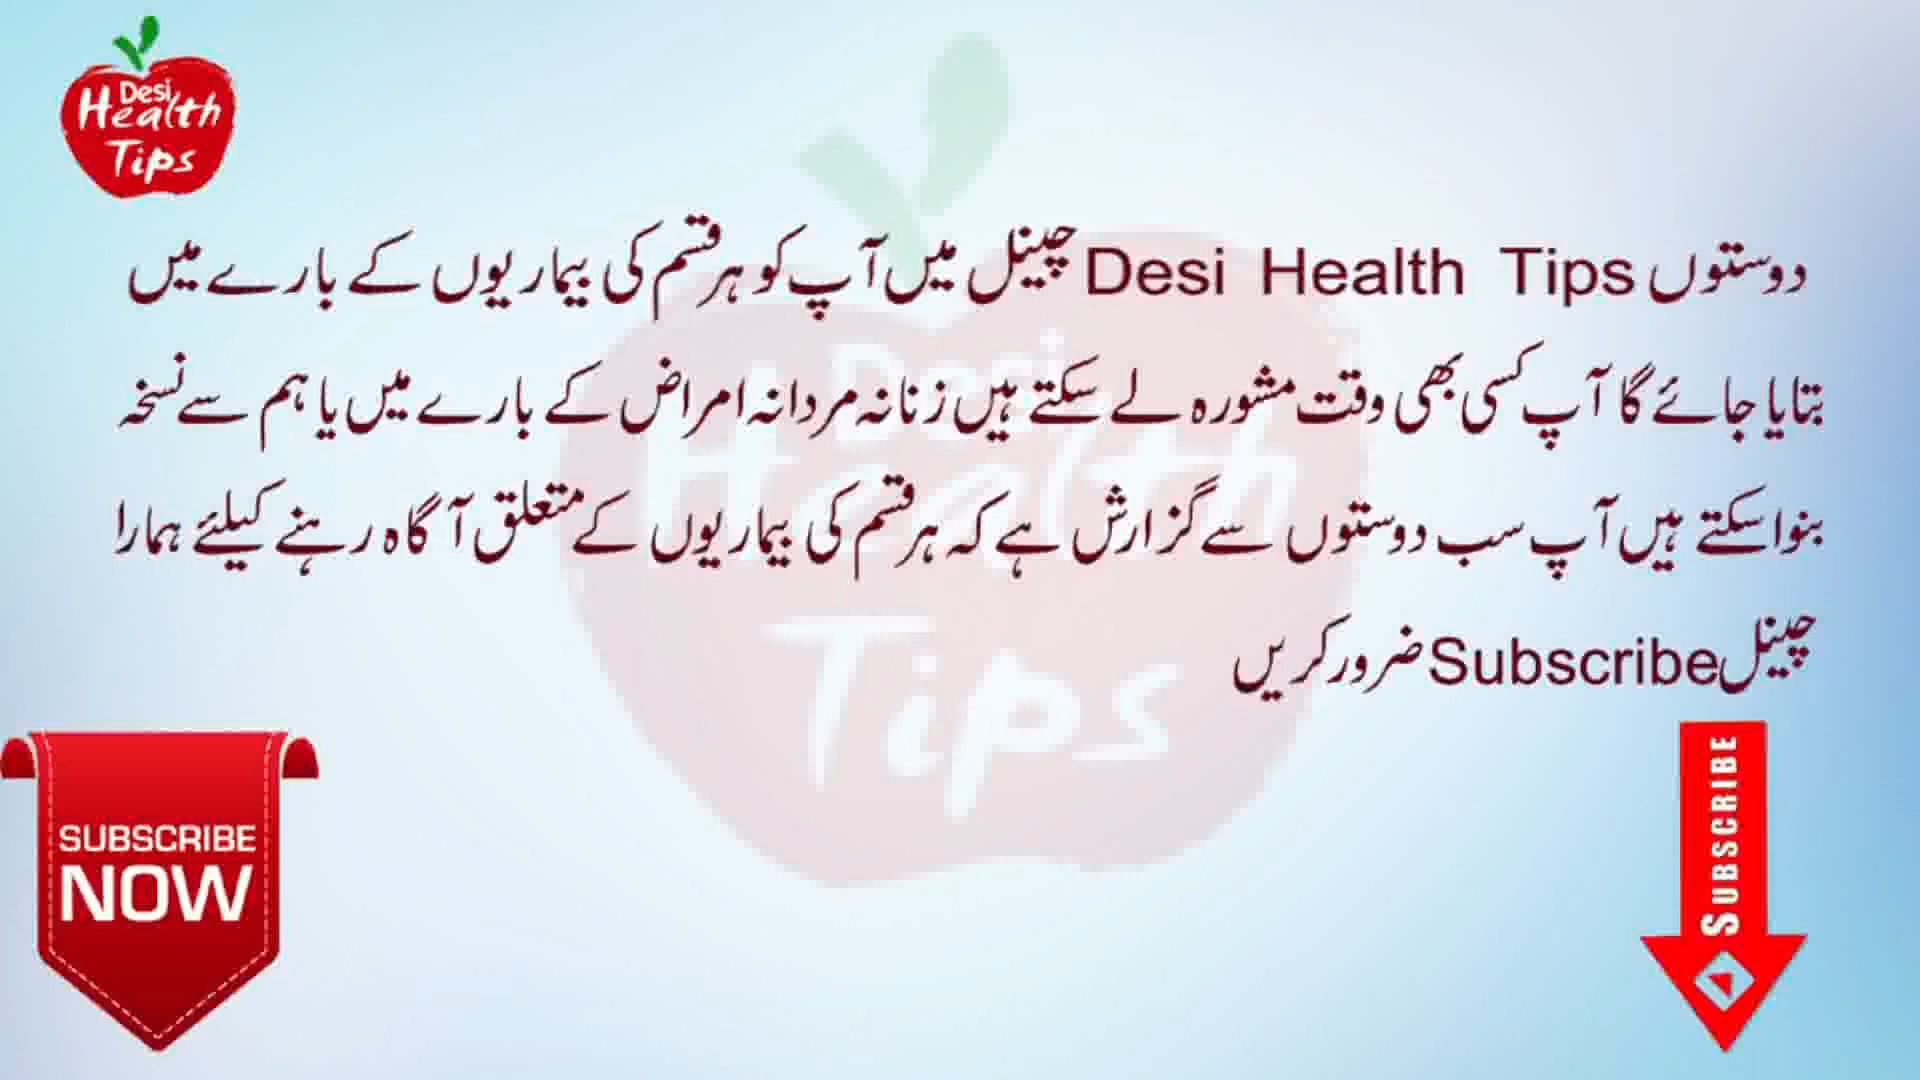 Desi
Health
Tips
دوستوں Desi Health Tips چینل میں آپ کو ہر قسم کی بیماریوں کے بارے میں
بتایا جائے گا آپ کسی بھی وقت مشورہ لے سکتے ہیں زنانہ مردانہ امراض کے بارے میں یا ہم سے نسخہ
بنوا سکتے ہیں آپ سب دوستوں سے گزارش ہے کہ ہر قسم کی بیماریوں کے متعلق آگاہ رہنے کیلئے ہمارا
چینل Subscribe ضرور کریں
Desi
Health
Tips
SUBSCRIBE
NOW
SUBSCRIBE